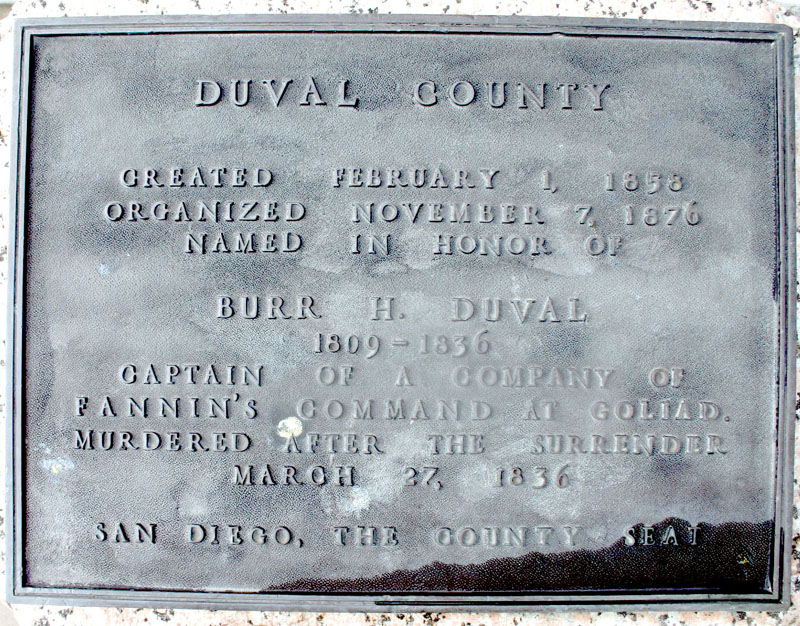 DUVAL COUNTY
CREATED FEBRUARY 1, 1858
ORGANIZED NOVEMBER 7, 1876
NAMED IN HONOR OF
BURR H. DUVAL
1809-1836
CAPTAIN OF A COMPANY OF
FANNIN'S COMMAND AT GOLIAD.
MURDERED AFTER THE SURRENDER
MARCH 27, 1836
SAN DIEGO, THE COUNTY SEAT